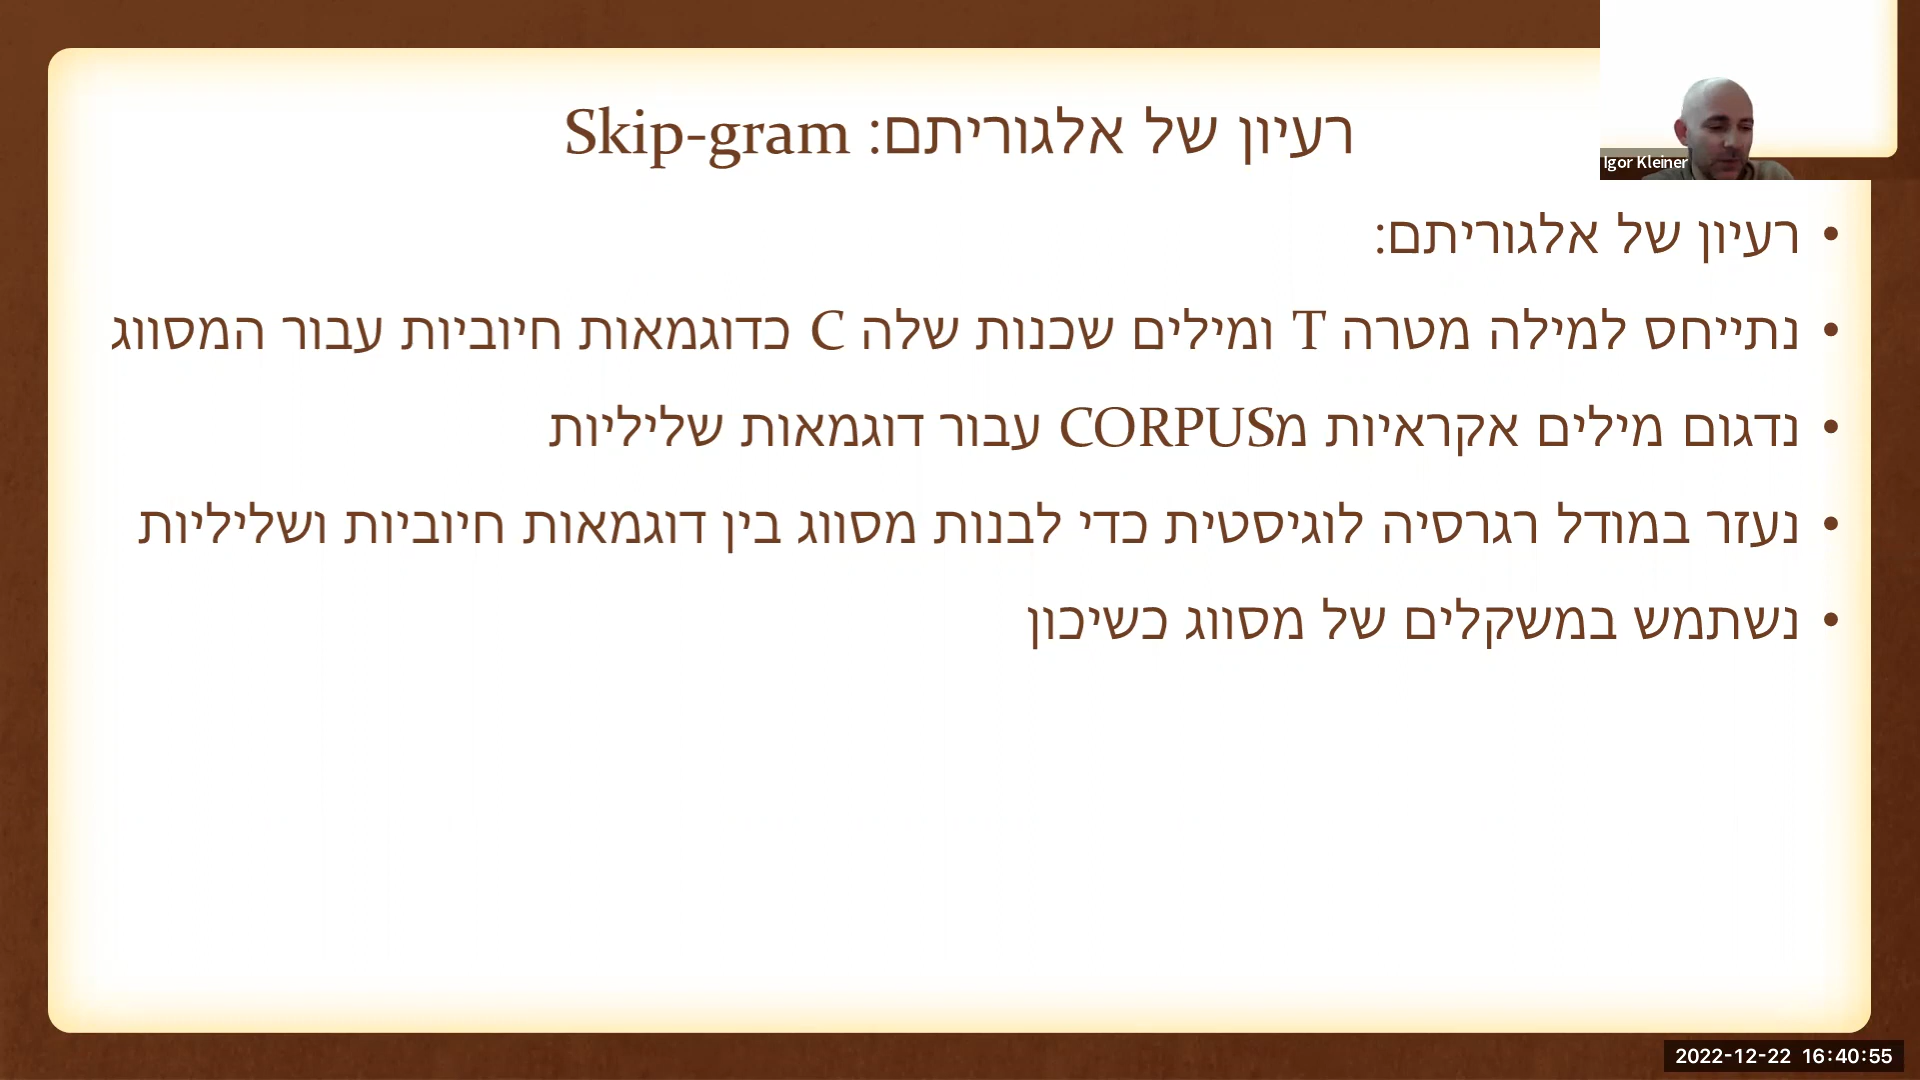 רעיון של אלגוריתם: Skip-gram
Igor Kleiner
רעיון של אלגוריתם:
נתייחס למילה מטרה T ומילים שכנות שלה C כדוגמאות חיוביות עבור המסווג
נדגום מילים אקראיות מCORPUS עבור דוגמאות שליליות
נעזר במודל רגרסיה לוגיסטית כדי לבנות מסווג בין דוגמאות חיוביות ושליליות
נשתמש במשקלים של מסווג כשיכון
2022-12-22 16:40:55